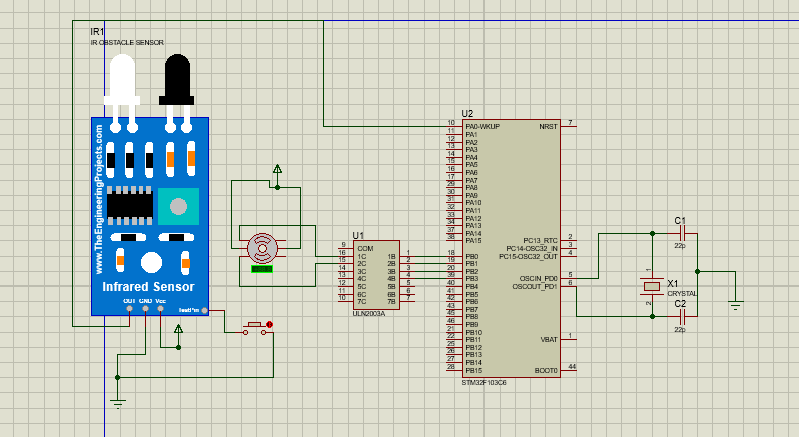 IR1
IR OBSTACLE SENSOR
www.TheEngineeringProjects.com
Infrared Sensor
OUT GND Vcc
TestPin
U1
9 COM
16 1C 1B 1
15 2C 2B 2
14 3C 3B 3
13 4C 4B 4
12 5C 5B 5
11 6C 6B 6
10 7C 7B 7
ULN2003A
U2
10 PA0-WKUP NRST 7
11 PA1
12 PA2
13 PA3
14 PA4
15 PA5
16 PA6
17 PA7
29 PA8
30 PA9
31 PA10
32 PA11
33 PA12
34 PA13
37 PA14
38 PA15
PC13_RTC 2
PC14-OSC32_IN 3
PC15-OSC32_OUT 4
18 PB0
19 PB1
20 PB2
39 PB3
40 PB4
41 PB5
42 PB6
43 PB7
45 PB8
46 PB9
21 PB10
22 PB11
25 PB12
26 PB13
27 PB14
28 PB15
OSCIN_PD0 5
OSCOUT_PD1 6
VBAT 1
BOOT0 44
STM32F103C6
C1
22p
X1
CRYSTAL
1
2
C2
22p